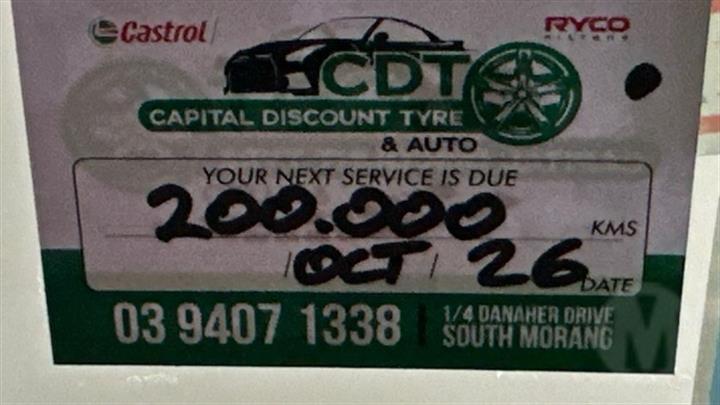 Castrol
RYCO
FILTERS
CDT
CAPITAL DISCOUNT TYRE
& AUTO
YOUR NEXT SERVICE IS DUE
200.000 KMS
/OCT/ 26 DATE
03 9407 1338
1/4 DANAHER DRIVE
SOUTH MORANG
M